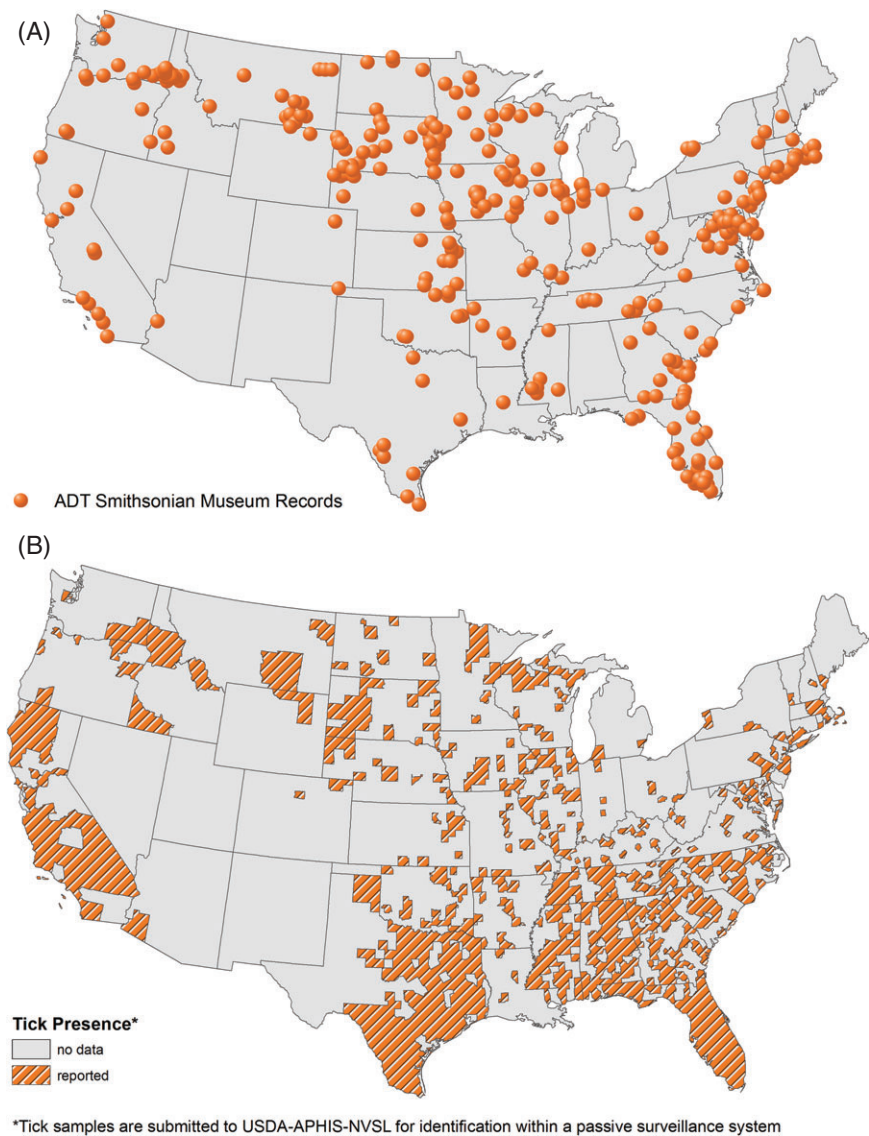 (A)
ADT Smithsonian Museum Records
(B)
Tick Presence*
no data
reported
*Tick samples are submitted to USDA-APHIS-NVSL for identification within a passive surveillance system